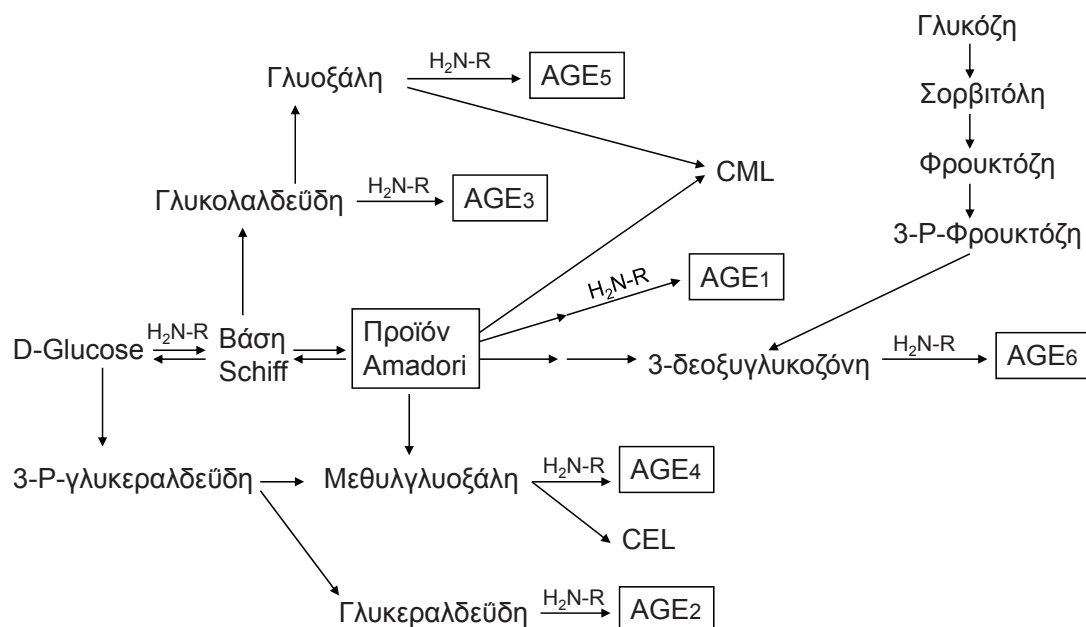 Γλυκόζη
Γλυοξάλη
H₂N-R
AGE5
Σορβιτόλη
CML
Φρουκτόζη
Γλυκολαλδεΰδη
H₂N-R
AGE3
3-P-Φρουκτόζη
H₂N-R
AGE1
D-Glucose
H₂N-R
Βάση
Schiff
Προϊόν
Amadori
3-δεοξυγλυκοζόνη
H₂N-R
AGE6
3-P-γλυκεραλδεΰδη
Μεθυλγλυοξάλη
H₂N-R
AGE4
CEL
Γλυκεραλδεΰδη
H₂N-R
AGE2